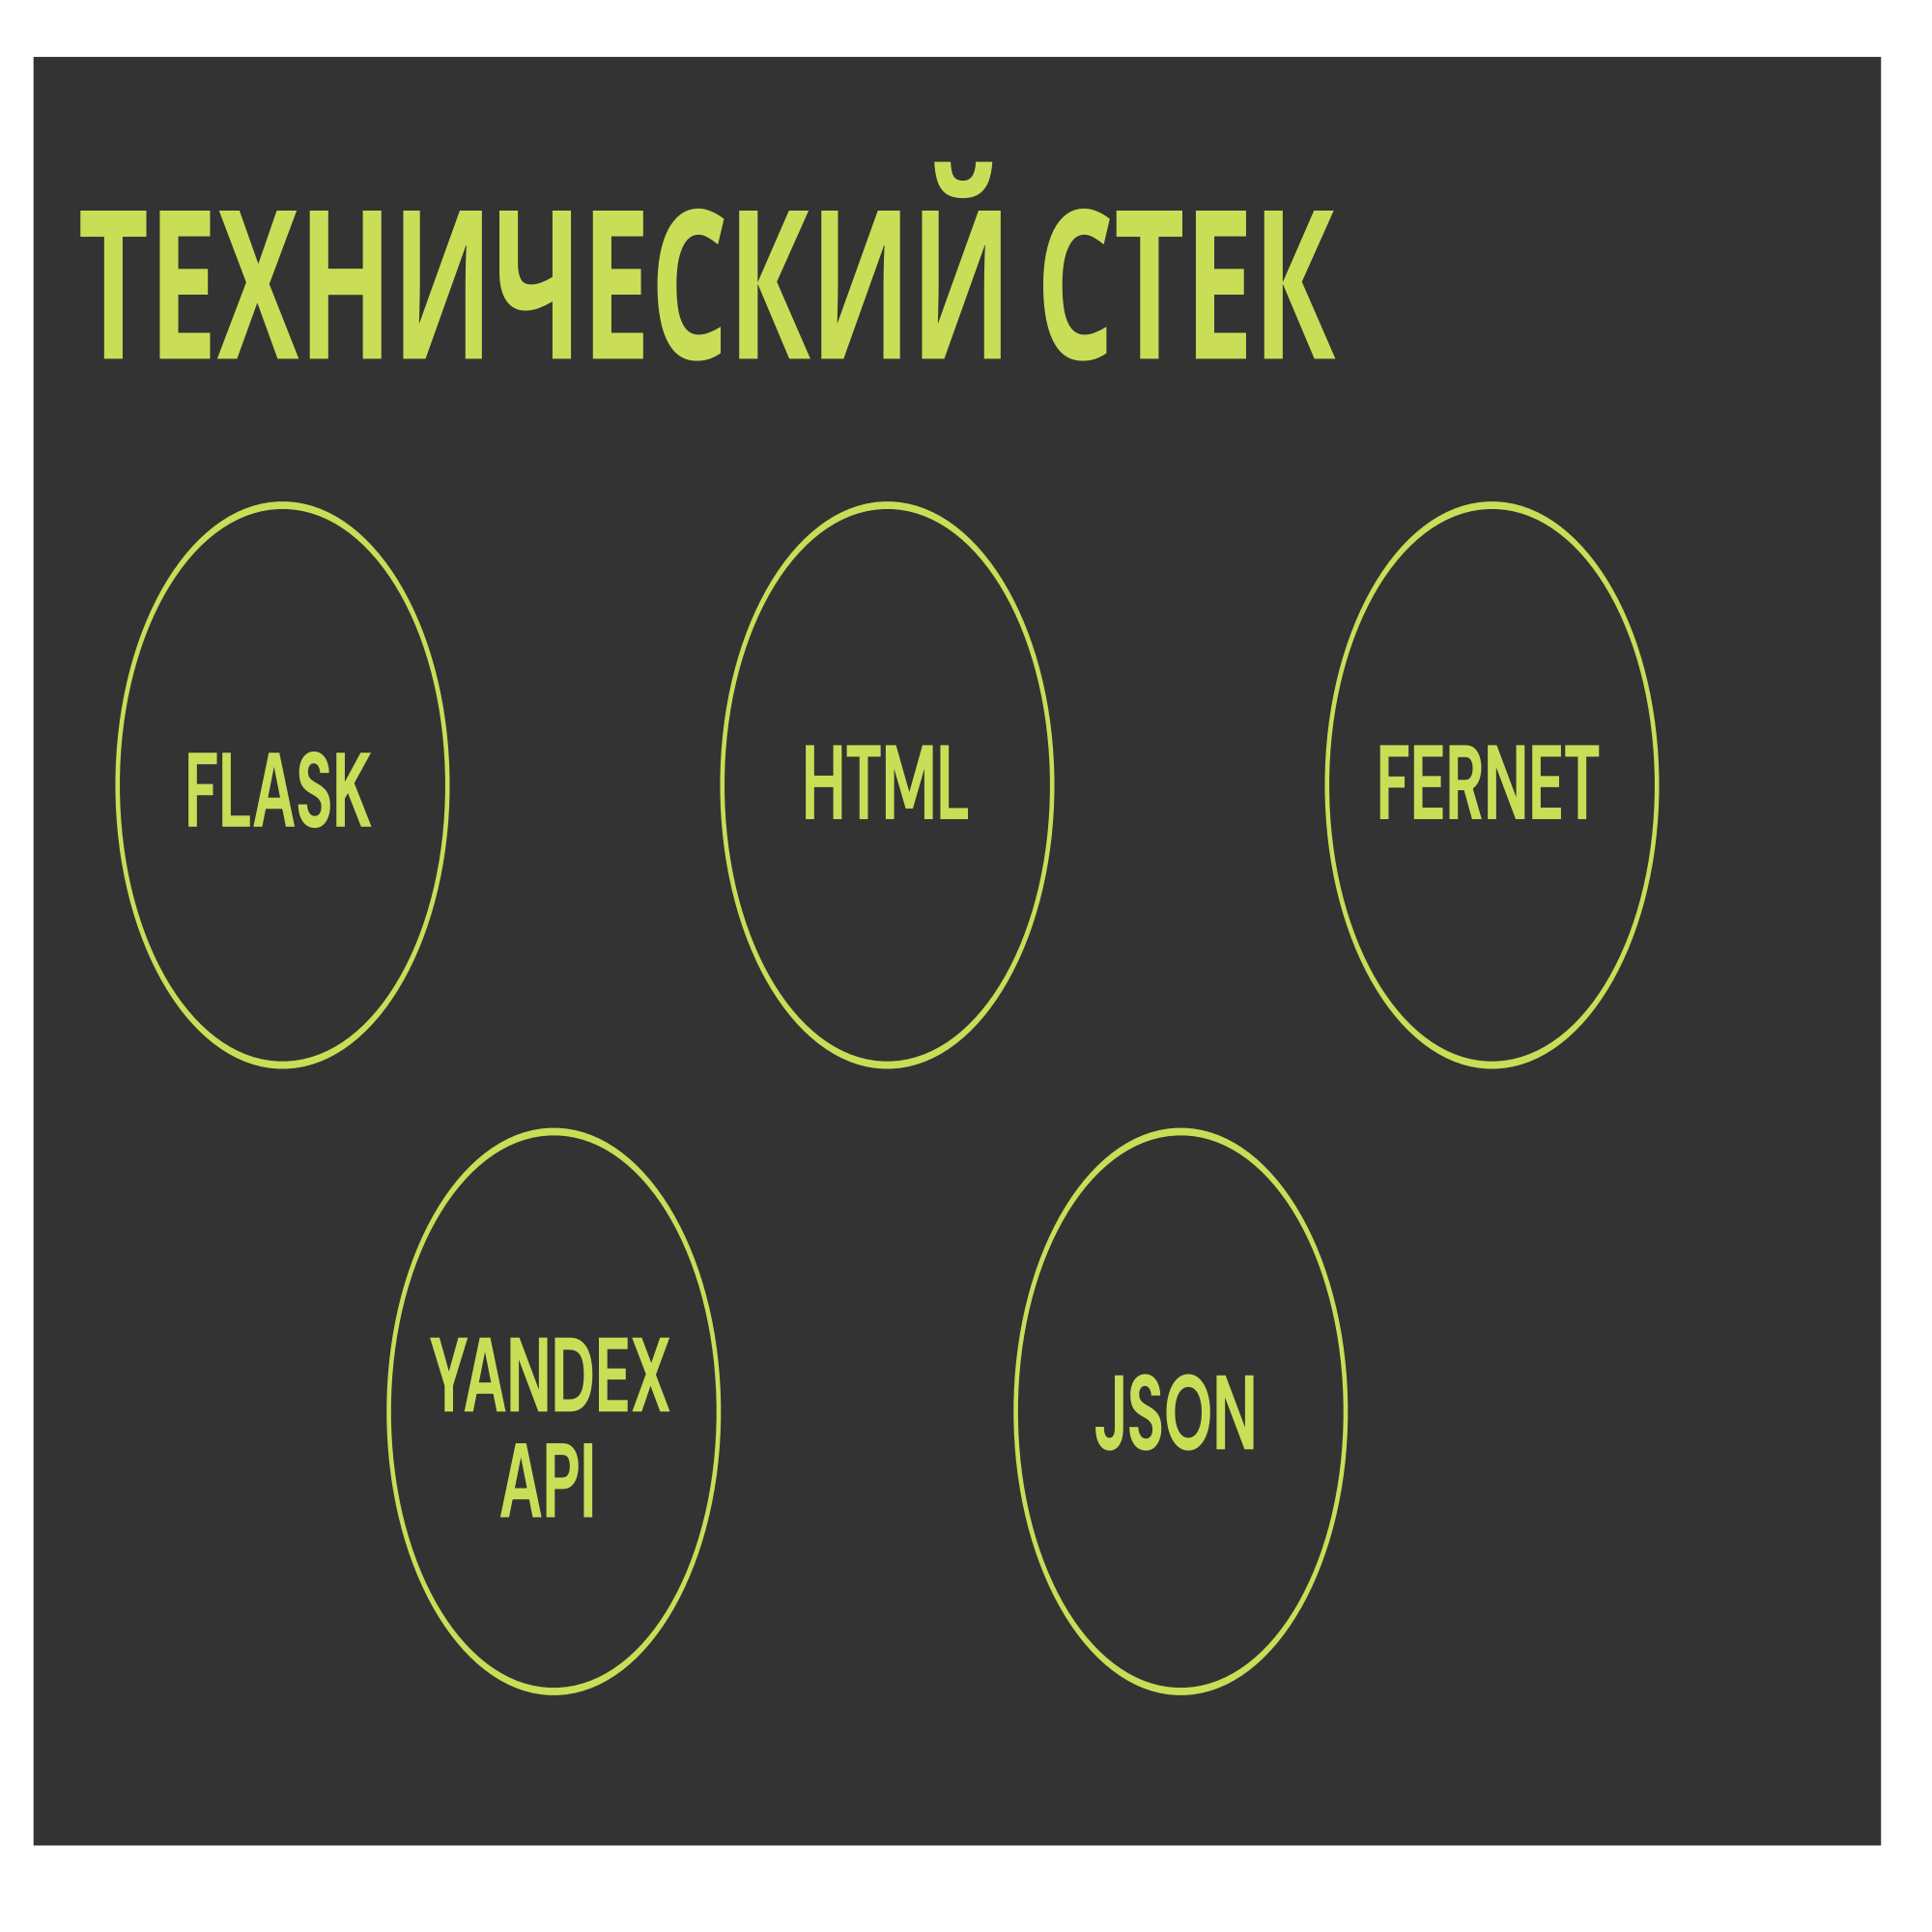 ТЕХНИЧЕСКИЙ СТЕК
FLASK
HTML
FERNET
YANDEX
API
JSON